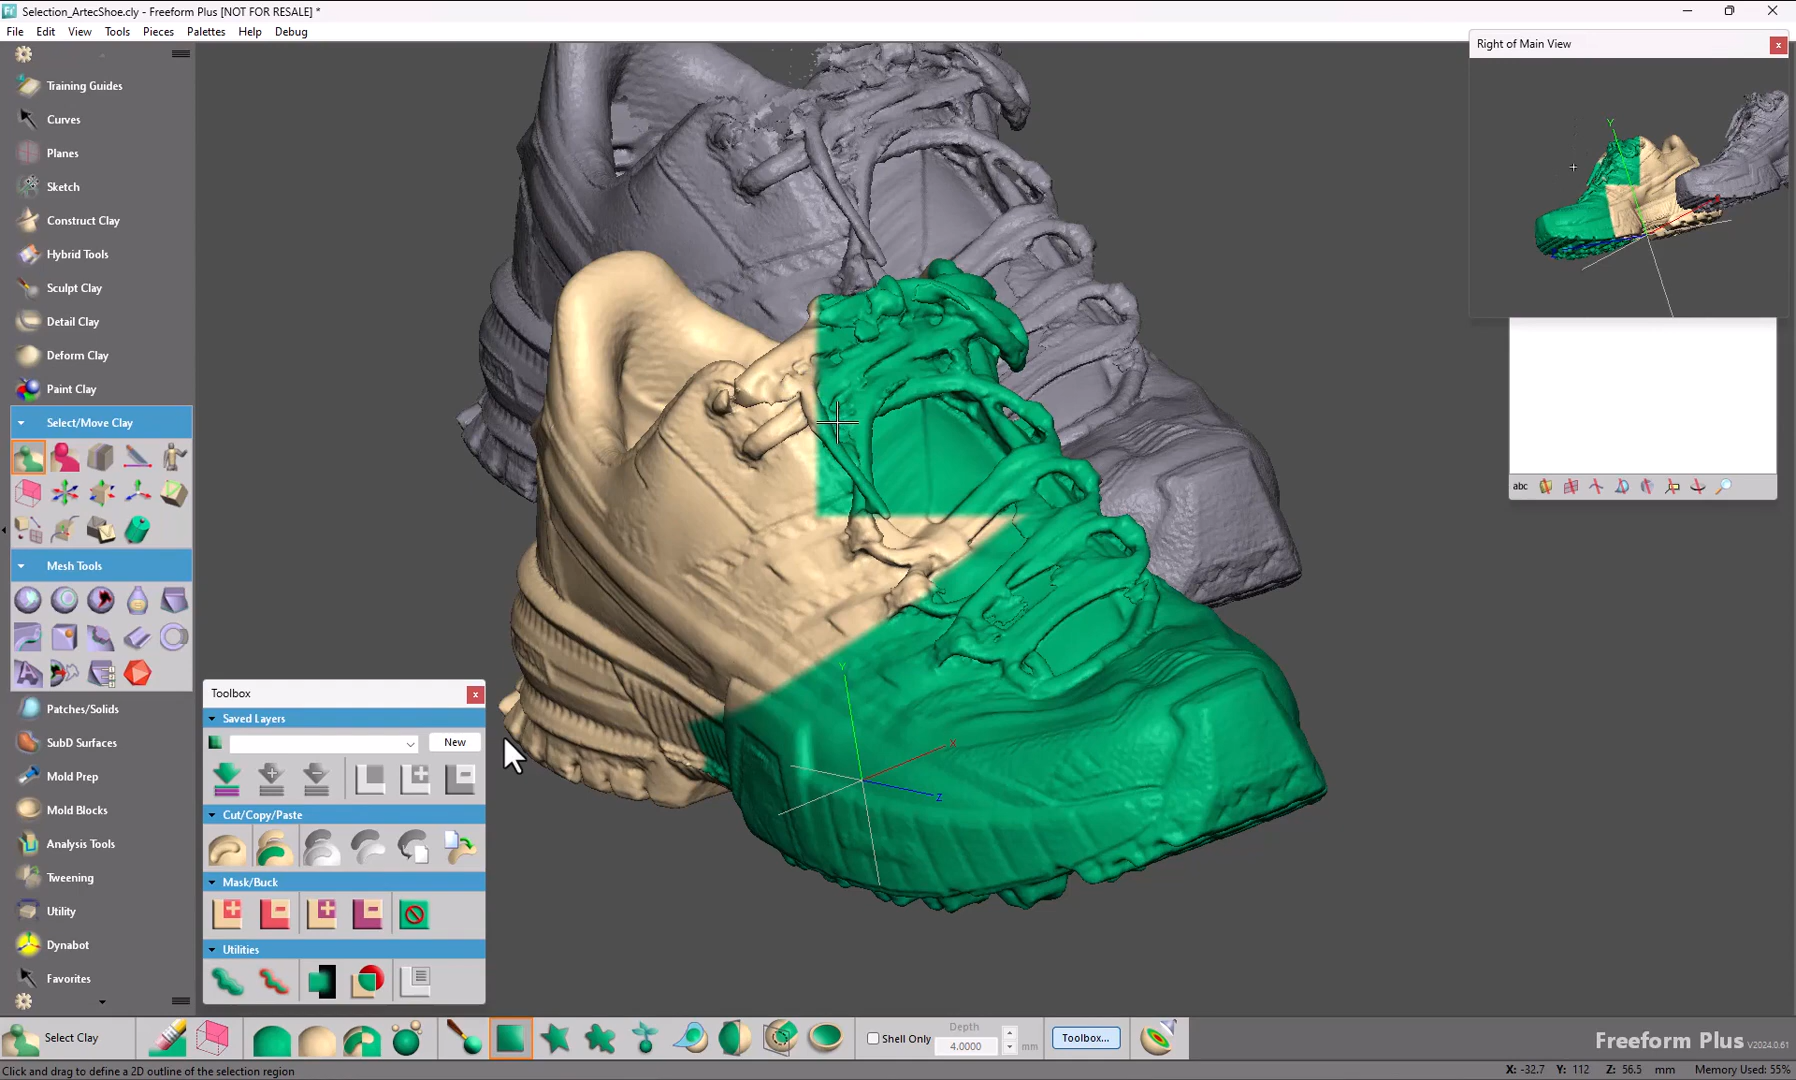 Selection_ArtecShoe.cly - Freeform Plus [NOT FOR RESALE] *
File Edit View Tools Pieces Palettes Help Debug
Training Guides
Curves
Planes
Sketch
Construct Clay
Hybrid Tools
Sculpt Clay
Detail Clay
Deform Clay
Paint Clay
Select/Move Clay
Mesh Tools
Patches/Solids
SubD Surfaces
Mold Prep
Mold Blocks
Analysis Tools
Tweening
Utility
Dynabot
Favorites
Right of Main View
Y
abc
Toolbox
Saved Layers
New
Cut/Copy/Paste
Mask/Buck
Utilities
Y
X
Z
Select Clay
Shell Only
Depth
4.0000 mm
Toolbox...
Freeform Plus V2024.0.61
Click and drag to define a 2D outline of the selection region
X: -32.7 Y: 112 Z: 56.5 mm Memory Used: 55%